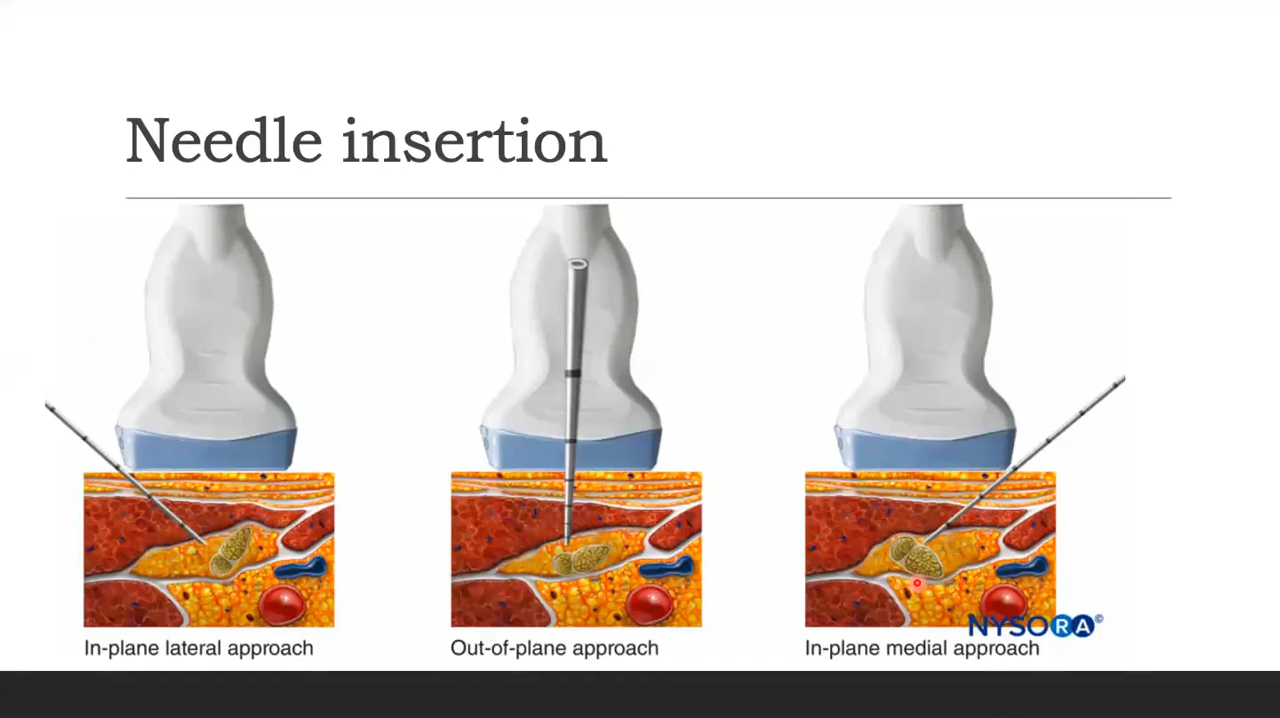 Needle insertion
NYSORA©
In-plane lateral approach
Out-of-plane approach
In-plane medial approach